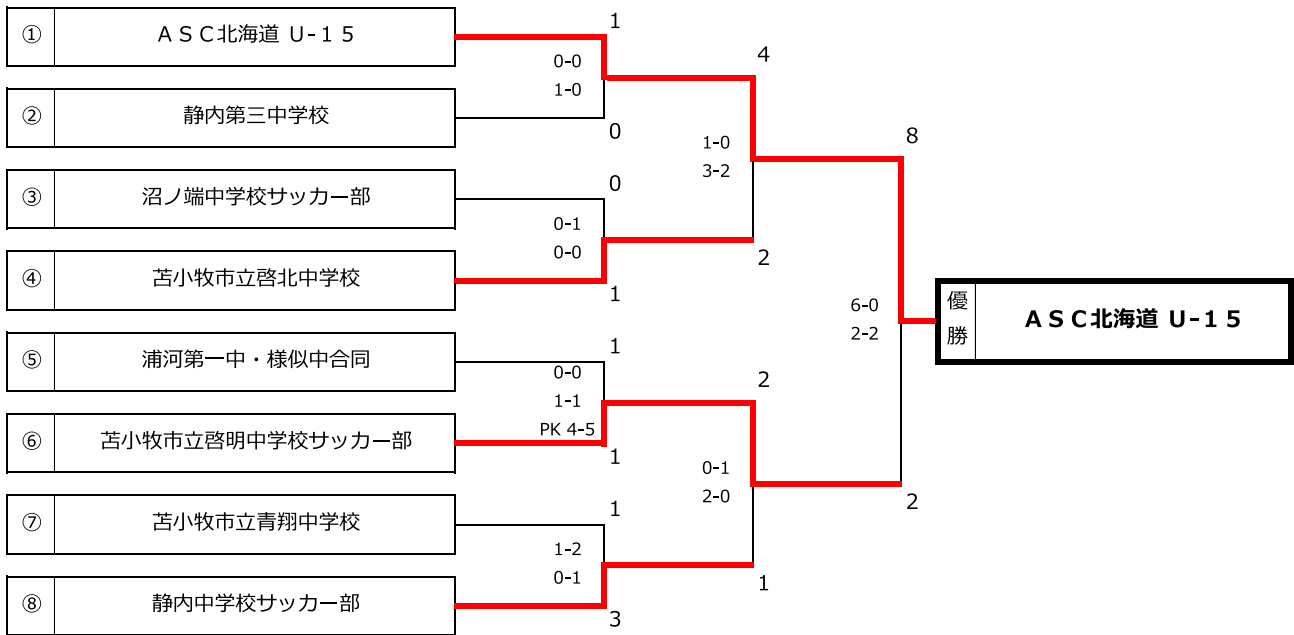 ① ＡＳＣ北海道 U-１５
1
0-0
1-0
4
② 静内第三中学校
0
8
1-0
3-2
③ 沼ノ端中学校サッカー部
0
0-1
0-0
2
④ 苫小牧市立啓北中学校
1
6-0
2-2
優勝 ＡＳＣ北海道 U-１５
⑤ 浦河第一中・様似中合同
1
0-0
1-1
PK 4-5
2
⑥ 苫小牧市立啓明中学校サッカー部
1
0-1
2-0
2
⑦ 苫小牧市立青翔中学校
1
1-2
0-1
1
⑧ 静内中学校サッカー部
3